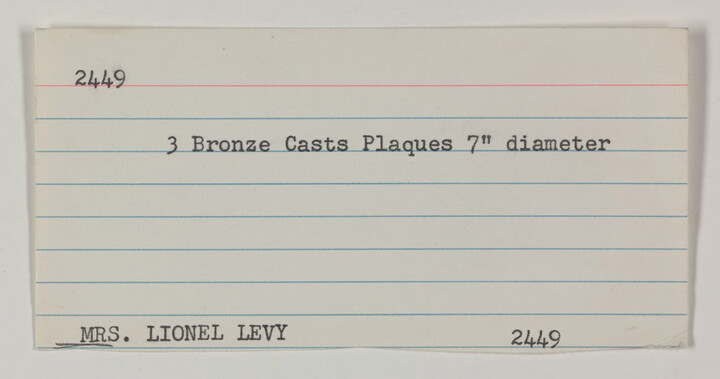 2449
3 Bronze Casts Plaques 7" diameter
MRS. LIONEL LEVY 2449